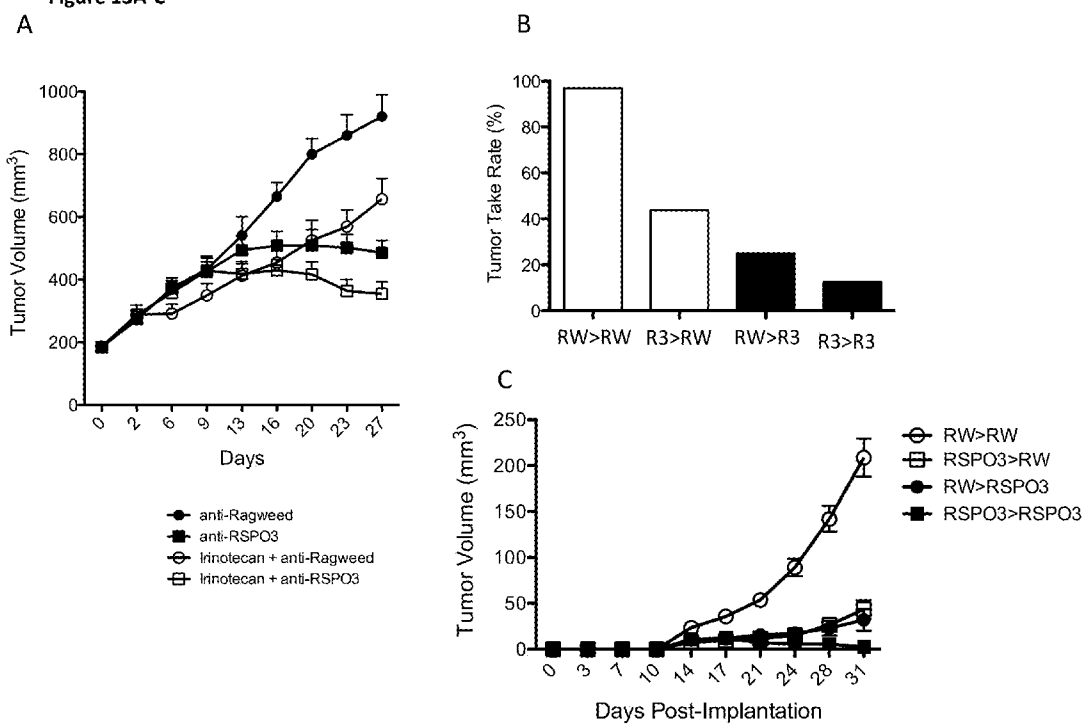 Figure 15A-C
A
1000
800
600
400
200
0
Tumor Volume (mm3)
0 2 6 9 13 16 20 23 27
Days
anti-Ragweed
anti-RSPO3
Irinotecan + anti-Ragweed
Irinotecan + anti-RSPO3
B
100
80
60
40
20
0
Tumor Take Rate (%)
RW>RW R3>RW RW>R3 R3>R3
C
250
200
150
100
50
0
Tumor Volume (mm3)
0 3 7 10 14 17 21 24 28 31
Days Post-Implantation
RW>RW
RSPO3>RW
RW>RSPO3
RSPO3>RSPO3